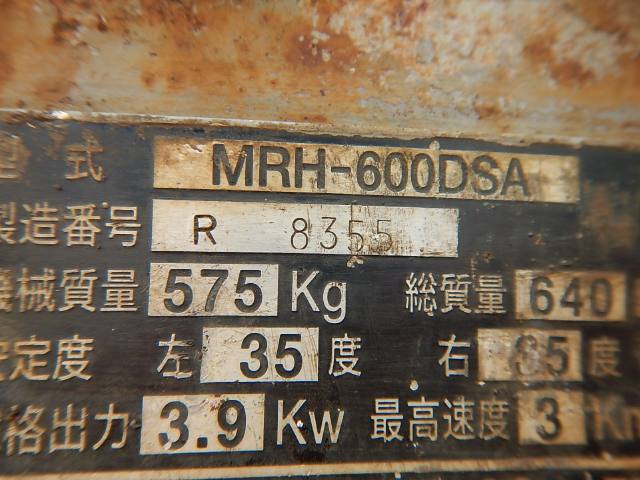 型式 MRH-600DSA
製造番号 R 8355
機械質量 575 Kg 総質量 640
安定度 左 35 度 右 35 度
定格出力 3.9 Kw 最高速度 3 Km